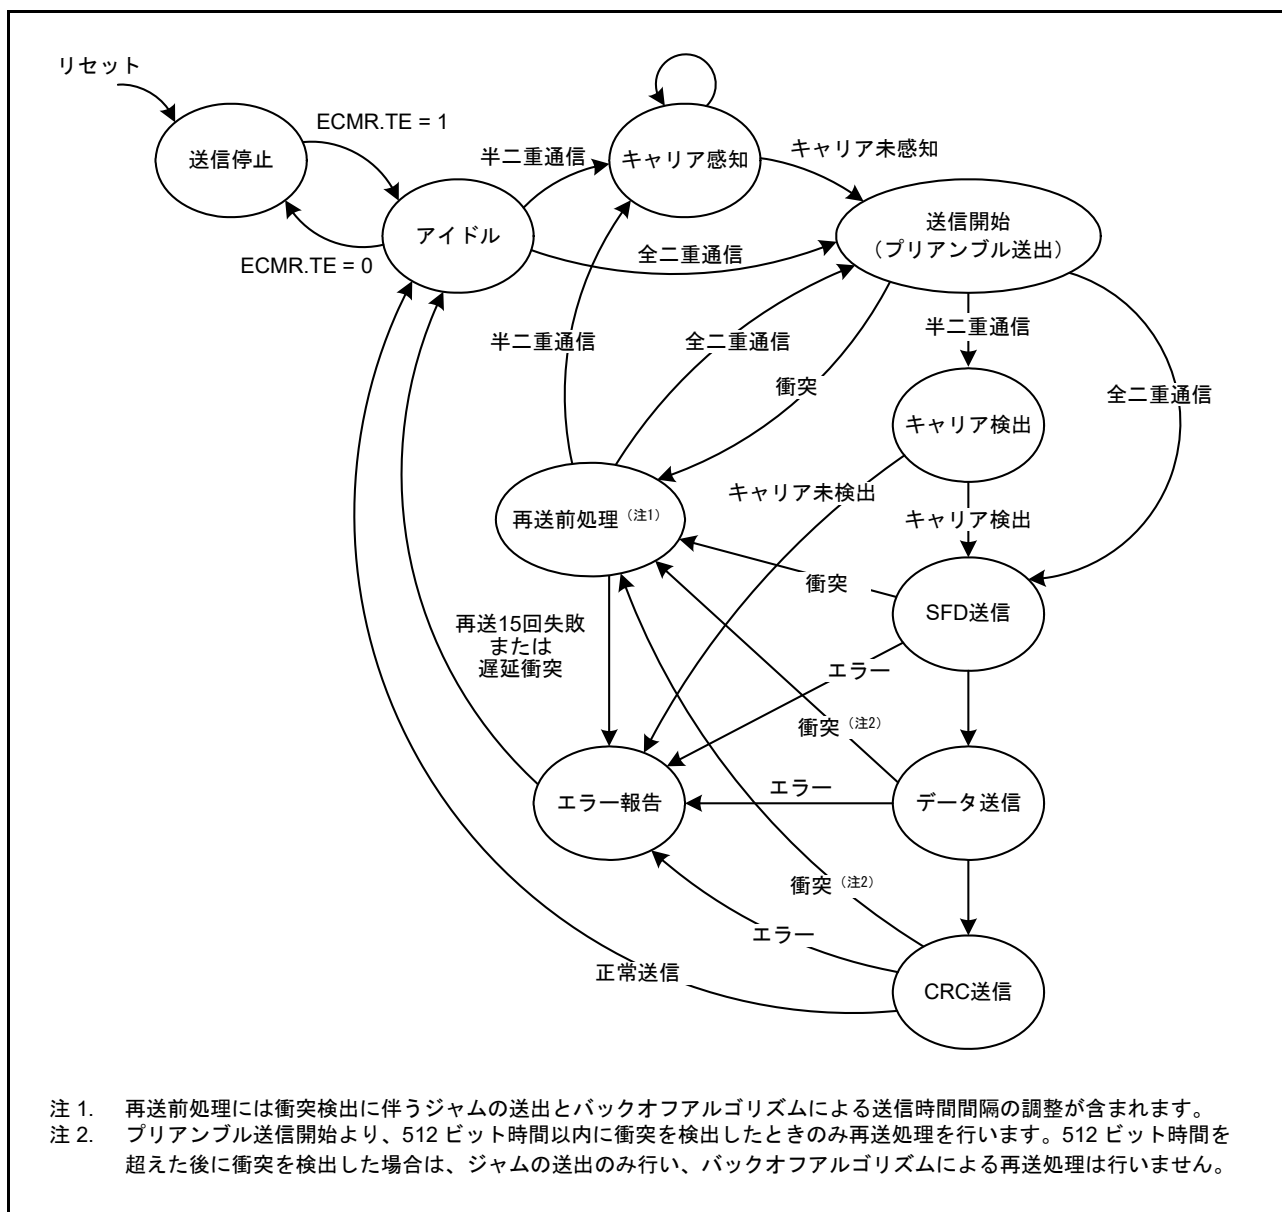 リセット
ECMR.TE = 1
送信停止
半二重通信
キャリア感知
キャリア未感知
アイドル
送信開始
（プリアンブル送出）
ECMR.TE = 0
全二重通信
半二重通信
半二重通信
全二重通信
衝突
全二重通信
キャリア検出
キャリア未検出
再送前処理（注1）
キャリア検出
衝突
SFD送信
再送15回失敗
または
遅延衝突
エラー
衝突（注2）
エラー
エラー報告
データ送信
衝突（注2）
エラー
正常送信
CRC送信
注 1. 再送前処理には衝突検出に伴うジャムの送出とバックオフアルゴリズムによる送信時間間隔の調整が含まれます。
注 2. プリアンブル送信開始より、512 ビット時間以内に衝突を検出したときのみ再送処理を行います。512 ビット時間を
超えた後に衝突を検出した場合は、ジャムの送出のみ行い、バックオフアルゴリズムによる再送処理は行いません。